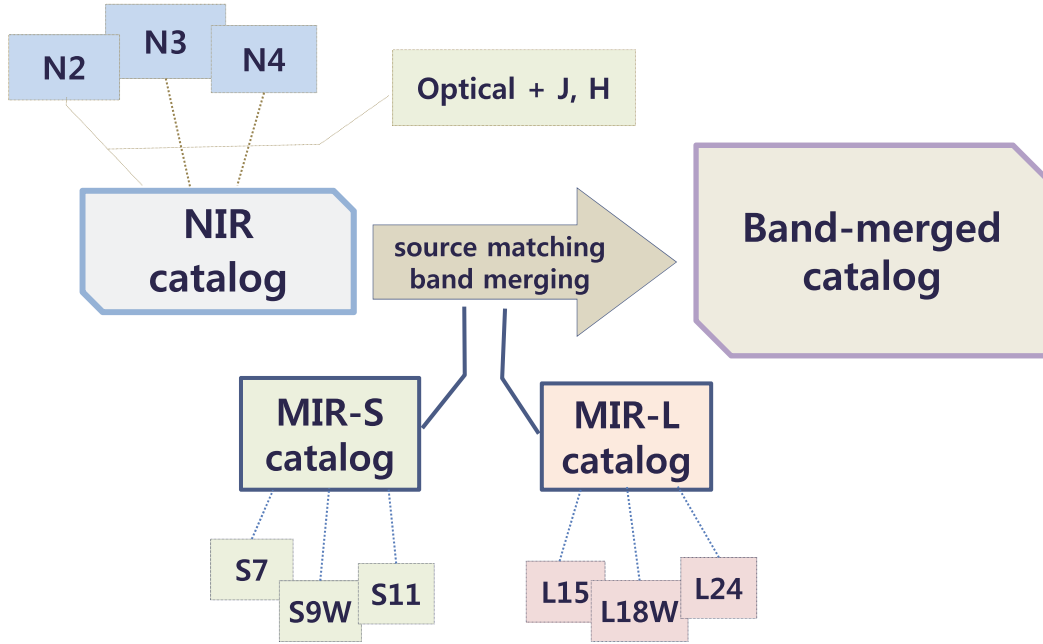 N2
N3
N4
Optical + J, H
NIR
catalog
source matching
band merging
Band-merged
catalog
MIR-S
catalog
MIR-L
catalog
S7
S9W
S11
L15
L18W
L24